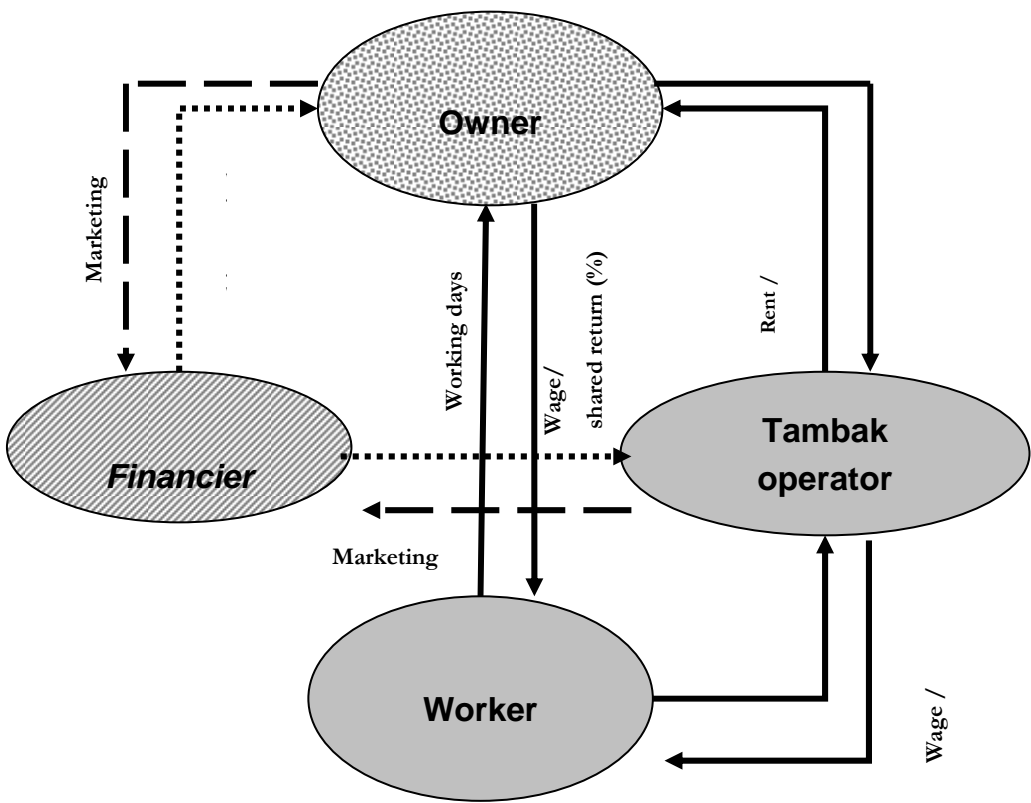 Owner
Marketing
Working days
Wage/
shared return (%)
Rent /
Financier
Tambak
operator
Marketing
Worker
Wage /